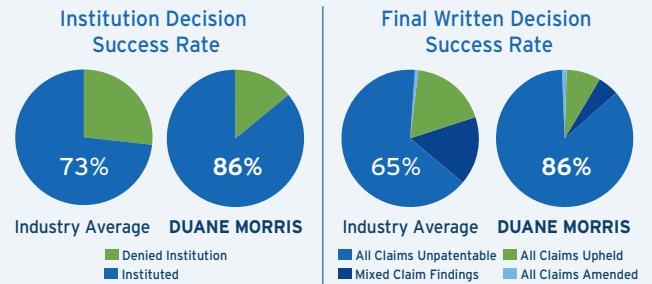 Institution Decision
Success Rate
73%
86%
Industry Average
DUANE MORRIS
Denied Institution
Instituted
Final Written Decision
Success Rate
65%
86%
Industry Average
DUANE MORRIS
All Claims Unpatentable
All Claims Upheld
Mixed Claim Findings
All Claims Amended